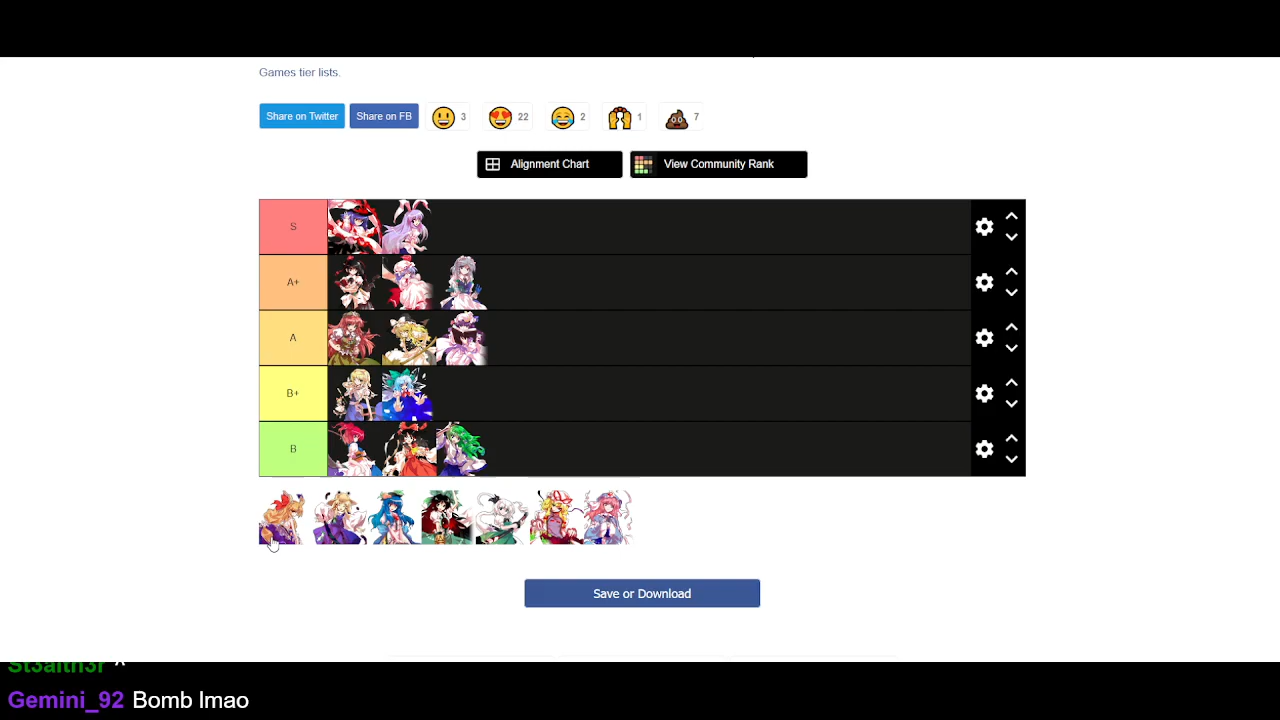 Games tier lists.
Share on Twitter
Share on FB
3
22
2
1
7
Alignment Chart
View Community Rank
S
A+
A
B+
B
Save or Download
St3alth3r ^
Gemini_92 Bomb lmao